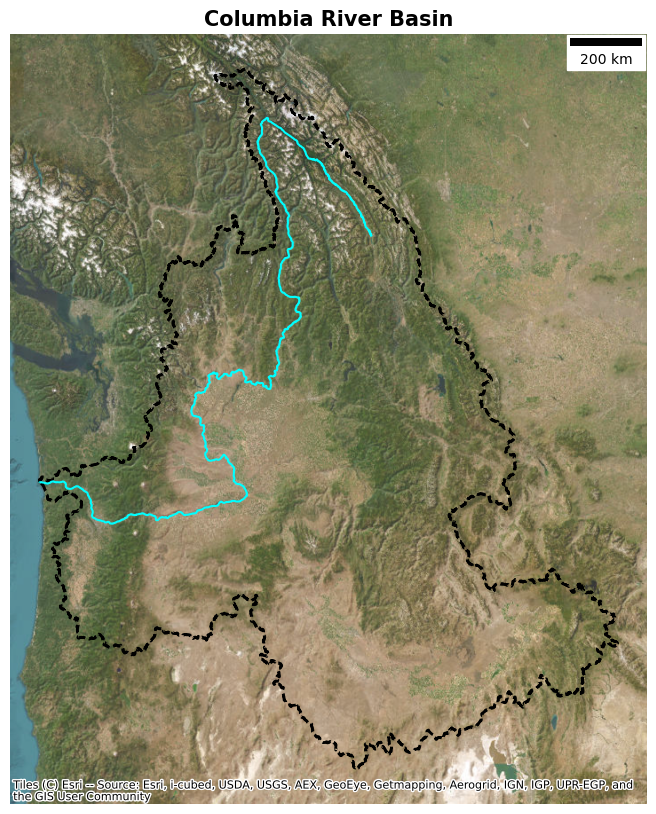 Columbia River Basin
200 km
Tiles (C) Esri -- Source: Esri, i-cubed, USDA, USGS, AEX, GeoEye, Getmapping, Aerogrid, IGN, IGP, UPR-EGP, and
the GIS User Community